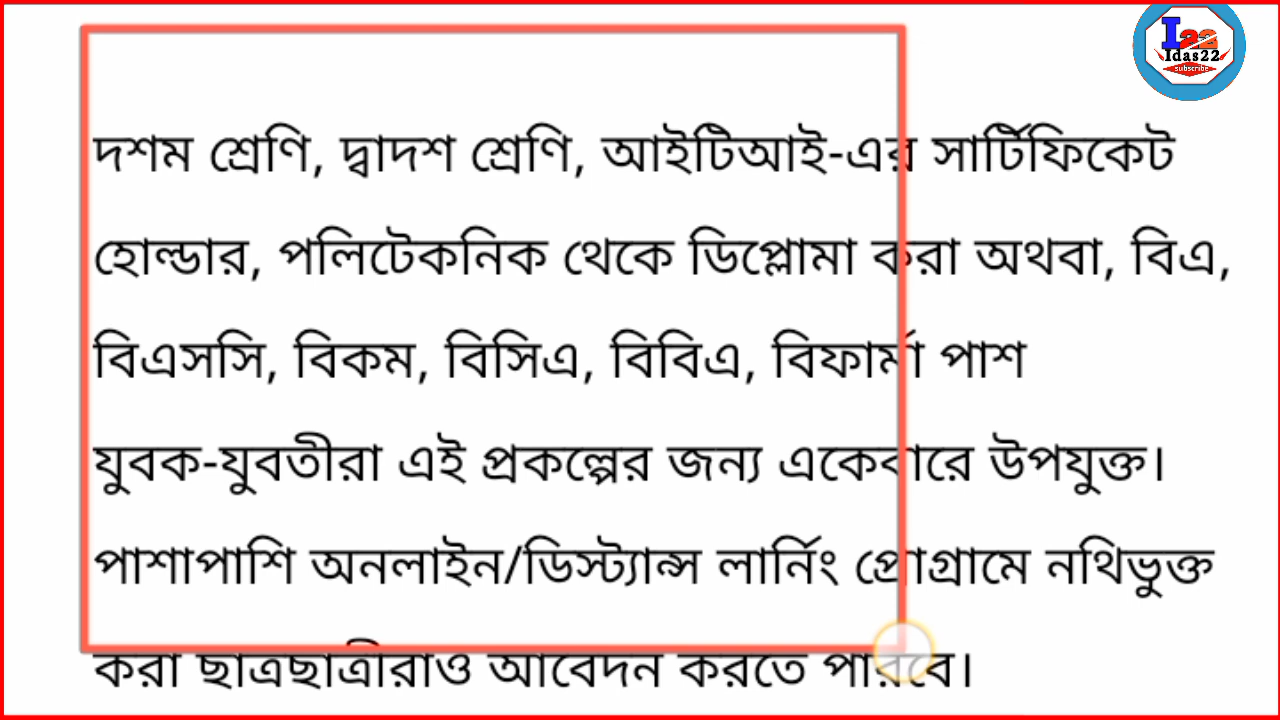 Idas22
subscribe
দশম শ্রেণি, দ্বাদশ শ্রেণি, আইটিআই-এর সার্টিফিকেট
হোল্ডার, পলিটেকনিক থেকে ডিপ্লোমা করা অথবা, বিএ,
বিএসসি, বিকম, বিসিএ, বিবিএ, বিফার্মা পাশ
যুবক-যুবতীরা এই প্রকল্পের জন্য একেবারে উপযুক্ত।
পাশাপাশি অনলাইন/ডিস্ট্যান্স লার্নিং প্রোগ্রামে নথিভুক্ত
করা ছাত্রছাত্রীরাও আবেদন করতে পারবে।